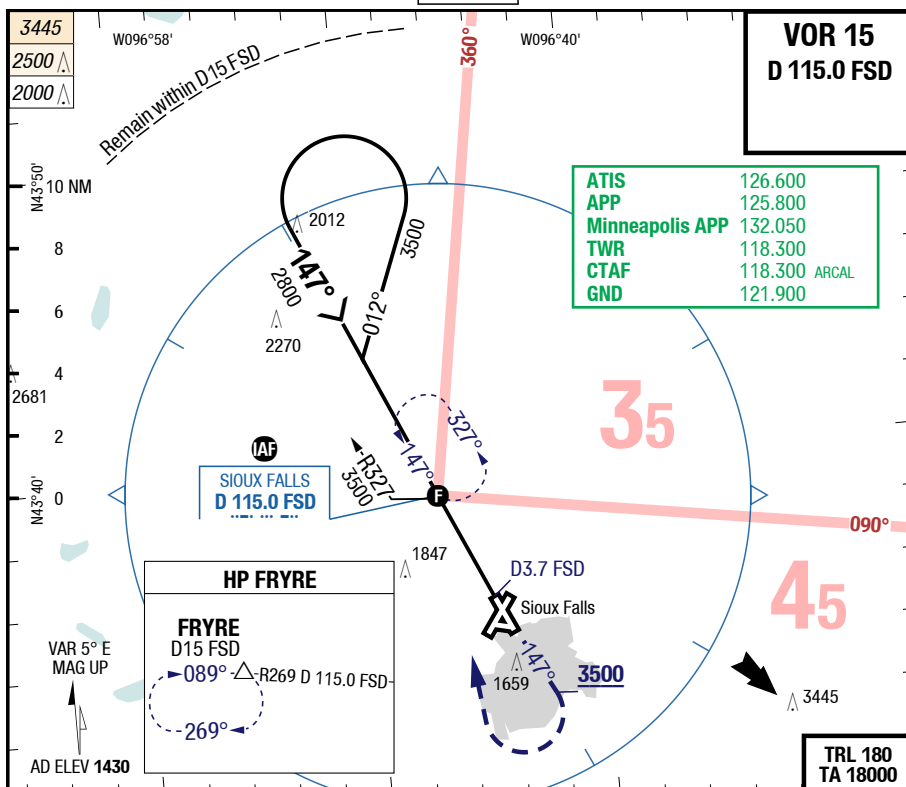 3445
2500
2000
W096°58'
W096°40'
360°
VOR 15
D 115.0 FSD
Remain within D15 FSD
N43°50'
10 NM
8
6
4
2
0
N43°40'
ATIS 126.600
APP 125.800
Minneapolis APP 132.050
TWR 118.300
CTAF 118.300 ARCAL
GND 121.900
2012
147°
2800
3500
012°
2270
2681
35
IAF
SIOUX FALLS
D 115.0 FSD
R327
3500
147°
327°
F
090°
1847
D3.7 FSD
Sioux Falls
45
HP FRYRE
FRYRE
D15 FSD
089°
R269 D 115.0 FSD
269°
147°
1659
3500
3445
VAR 5° E
MAG UP
AD ELEV 1430
TRL 180
TA 18000